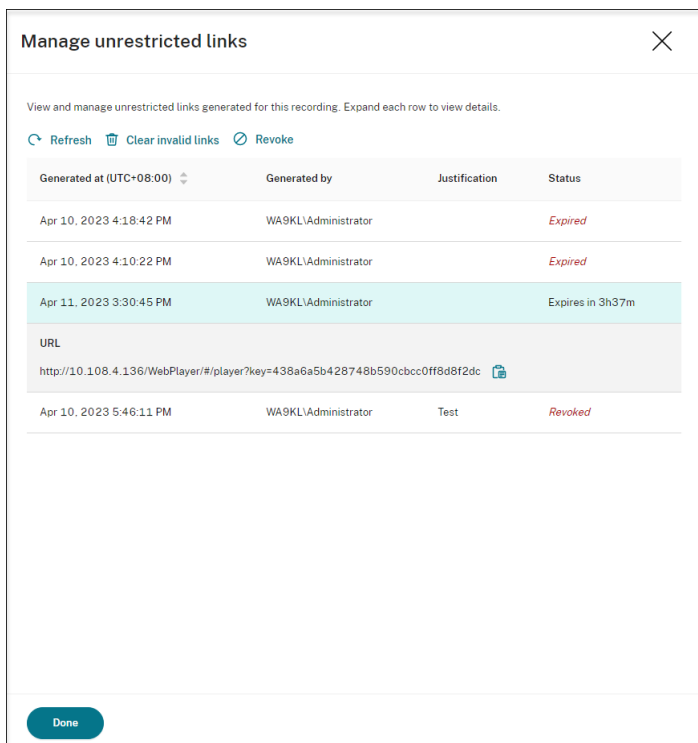 Manage unrestricted links
View and manage unrestricted links generated for this recording. Expand each row to view details.
Refresh Clear invalid links Revoke
Generated at (UTC+08:00) Generated by Justification Status
Apr 10, 2023 4:18:42 PM WA9KL\Administrator Expired
Apr 10, 2023 4:10:22 PM WA9KL\Administrator Expired
Apr 11, 2023 3:30:45 PM WA9KL\Administrator Expires in 3h37m
URL
http://10.108.4.136/WebPlayer/#/player?key=438a6a5b428748b590cbcc0ff8d8f2dc
Apr 10, 2023 5:46:11 PM WA9KL\Administrator Test Revoked
Done